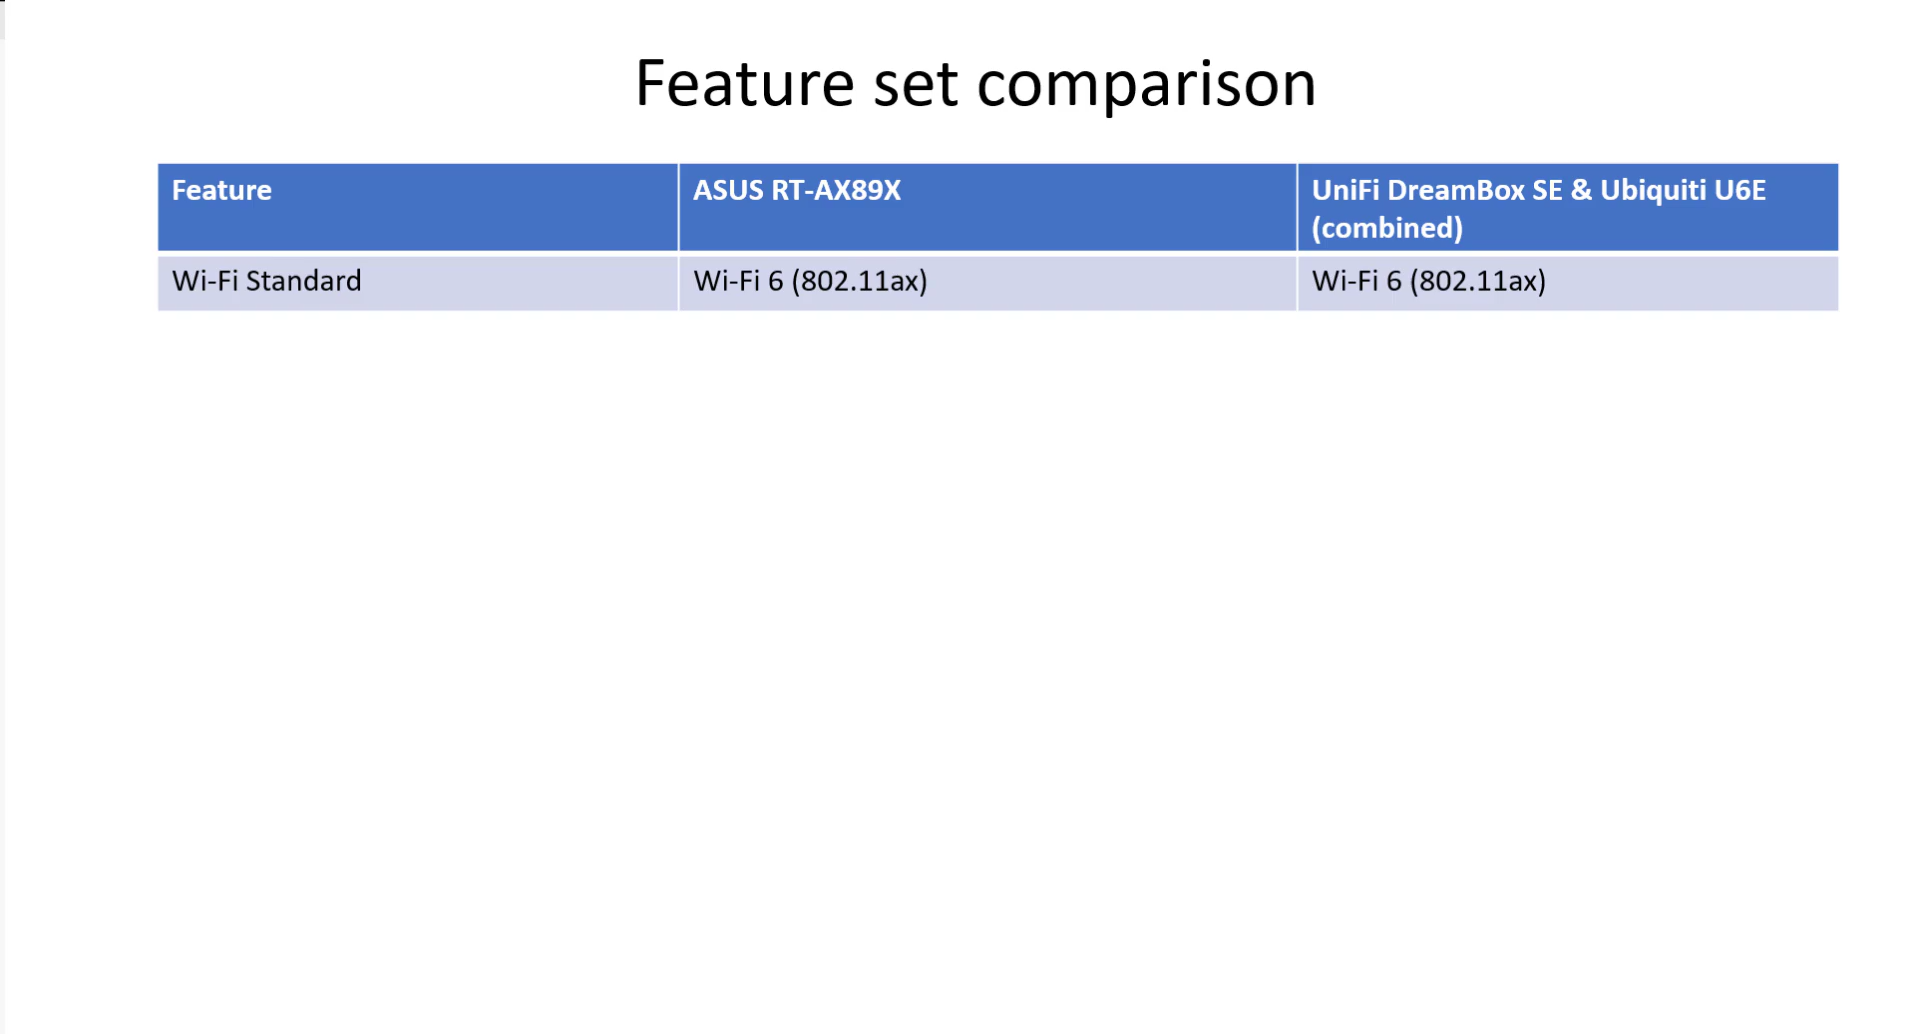 Feature set comparison
Feature
ASUS RT-AX89X
UniFi DreamBox SE & Ubiquiti U6E
(combined)
Wi-Fi Standard
Wi-Fi 6 (802.11ax)
Wi-Fi 6 (802.11ax)